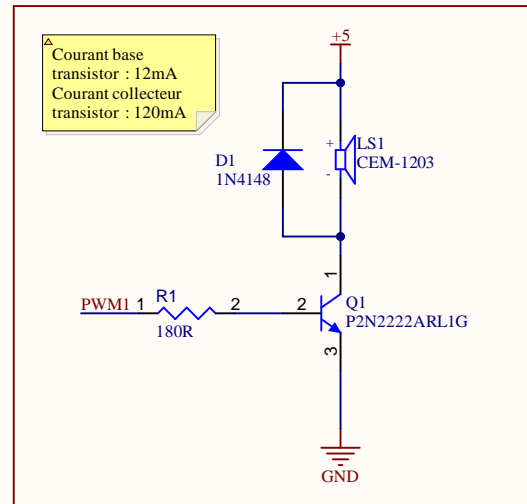 +5
Courant base
transistor : 12mA
Courant collecteur
transistor : 120mA
LS1
+
CEM-1203
-
D1
1N4148
1
PWM1 1 R1 2 2 Q1
180R P2N2222ARL1G
3
GND